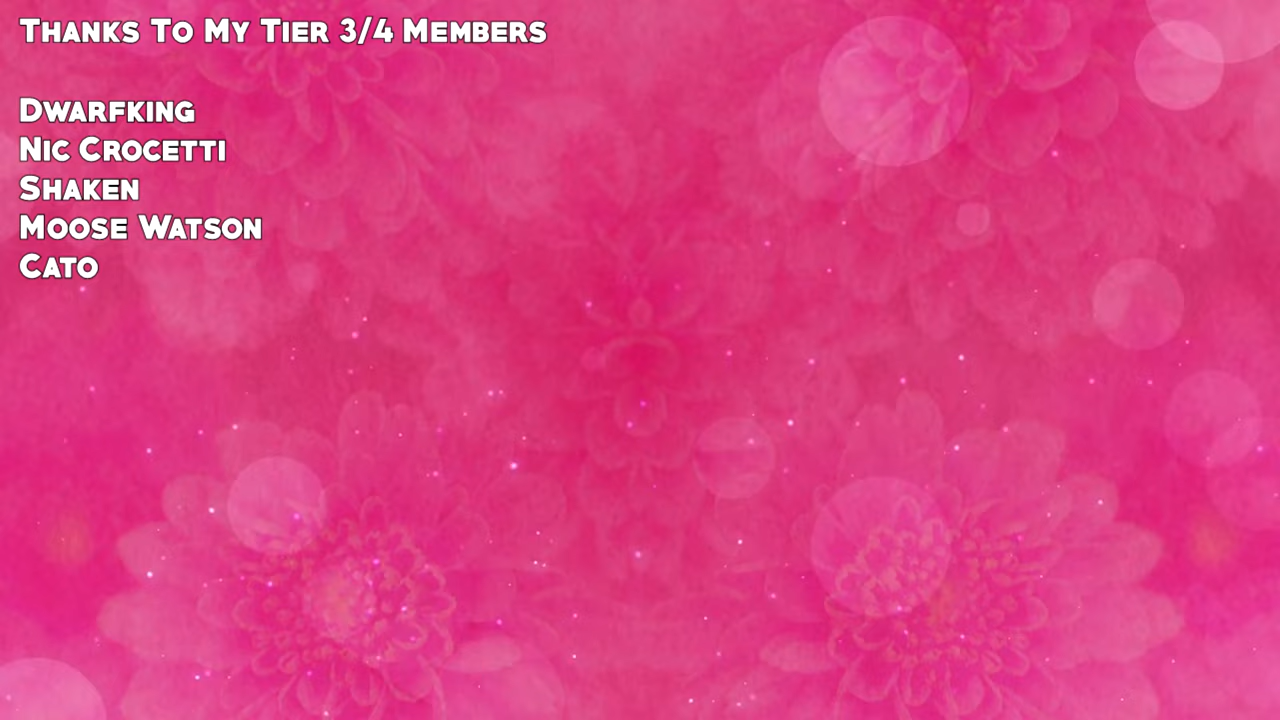 Thanks To My Tier 3/4 Members
Dwarfking
Nic Crocetti
Shaken
Moose Watson
Cato